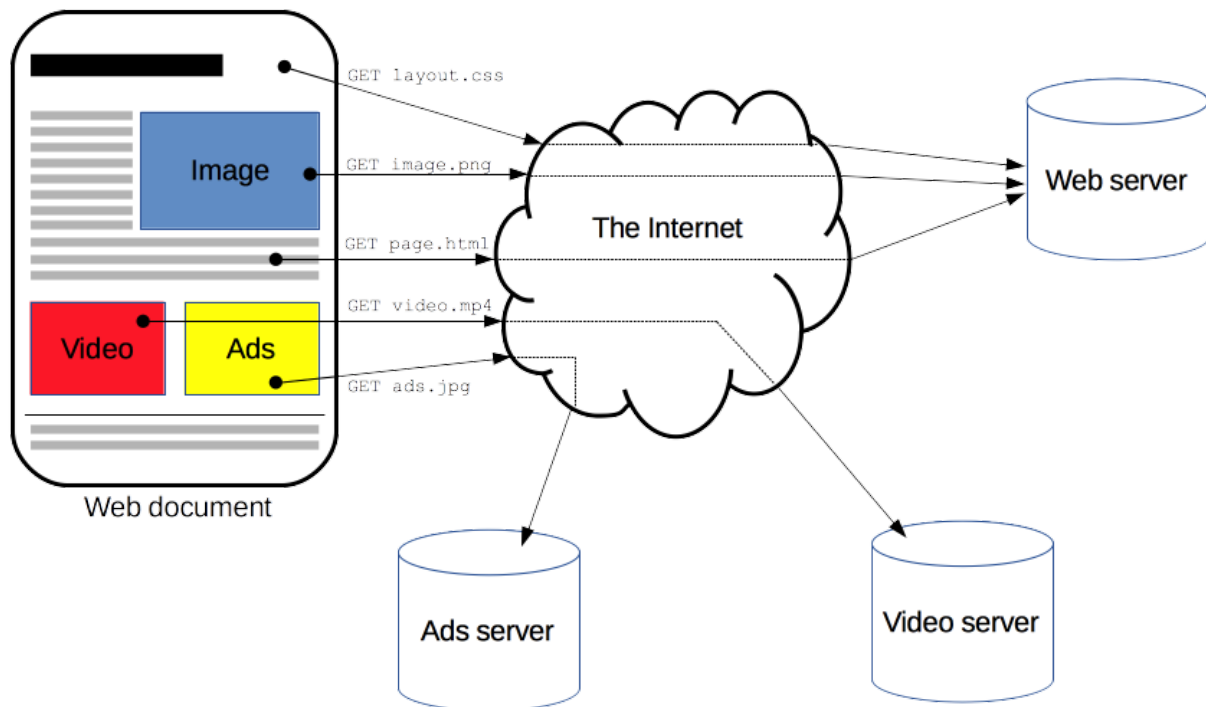 GET layout.css
Image
GET image.png
Web server
The Internet
GET page.html
GET video.mp4
Video
Ads
GET ads.jpg
Web document
Ads server
Video server